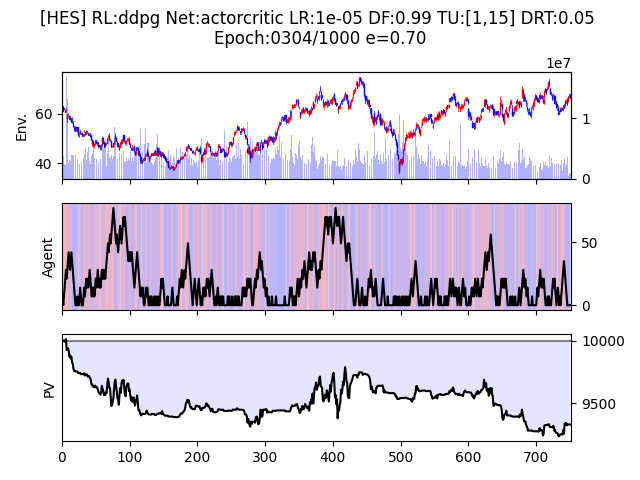 [HES] RL:ddpg Net:actorcritic LR:1e-05 DF:0.99 TU:[1,15] DRT:0.05
Epoch:0304/1000 e=0.70
1e7
Env.
60
40
1
0
Agent
50
0
PV
10000
9500
0 100 200 300 400 500 600 700